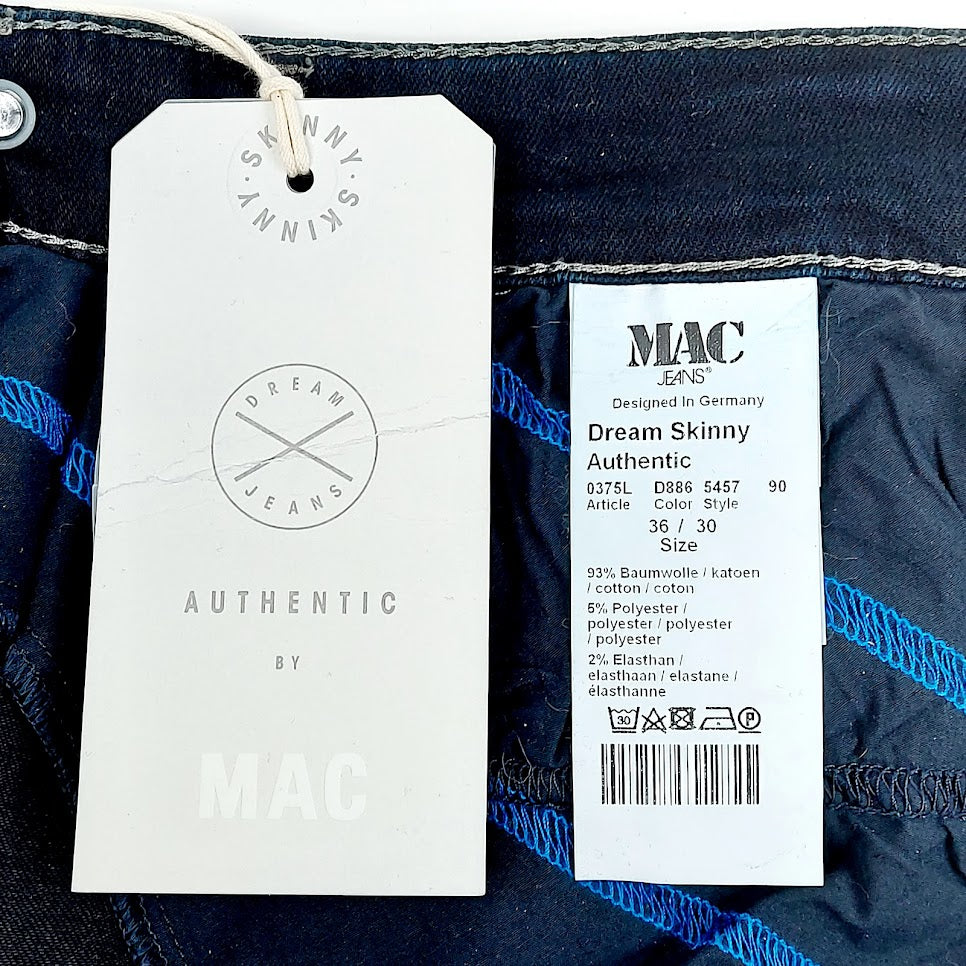 SKINNY · SKINNY ·
DREAM
JEANS
AUTHENTIC
BY
MAC
MAC
JEANS®
Designed In Germany
Dream Skinny
Authentic
0375L D886 5457 90
Article Color Style
36 / 30
Size
93% Baumwolle / katoen
/ cotton / coton
5% Polyester /
polyester / polyester
/ polyester
2% Elasthan /
elasthaan / elastane /
élasthanne
30 P